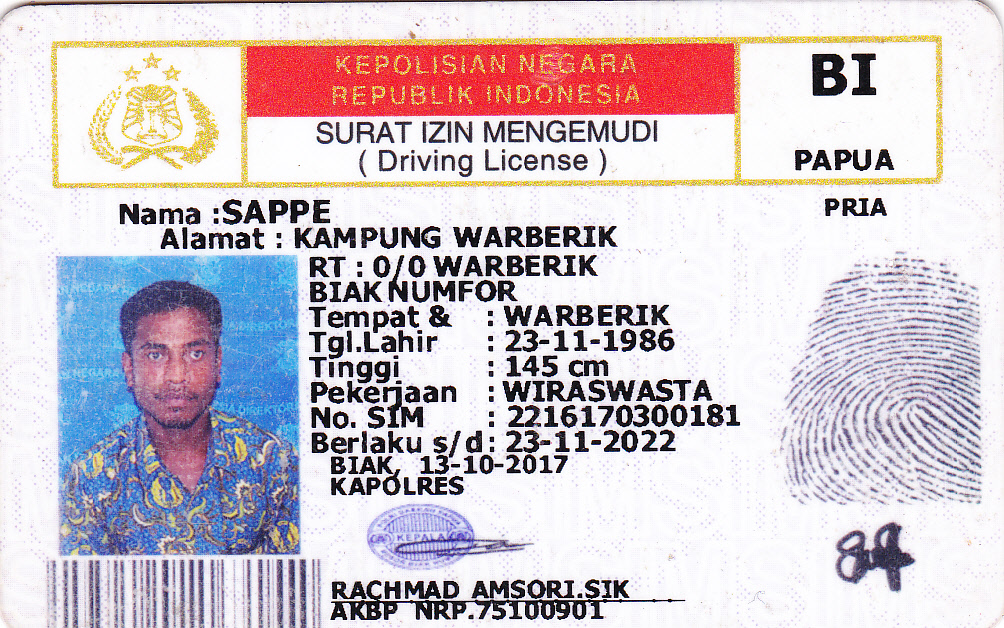 KEPOLISIAN NEGARA
REPUBLIK INDONESIA
SURAT IZIN MENGEMUDI
( Driving License )
BI
PAPUA
PRIA
Nama :SAPPE
Alamat : KAMPUNG WARBERIK
RT : 0/0 WARBERIK
BIAK NUMFOR
Tempat & : WARBERIK
Tgl.Lahir : 23-11-1986
Tinggi : 145 cm
Pekerjaan : WIRASWASTA
No. SIM : 2216170300181
Berlaku s/d: 23-11-2022
BIAK, 13-10-2017
KAPOLRES
KEPALA
RACHMAD AMSORI.SIK
AKBP NRP.75100901